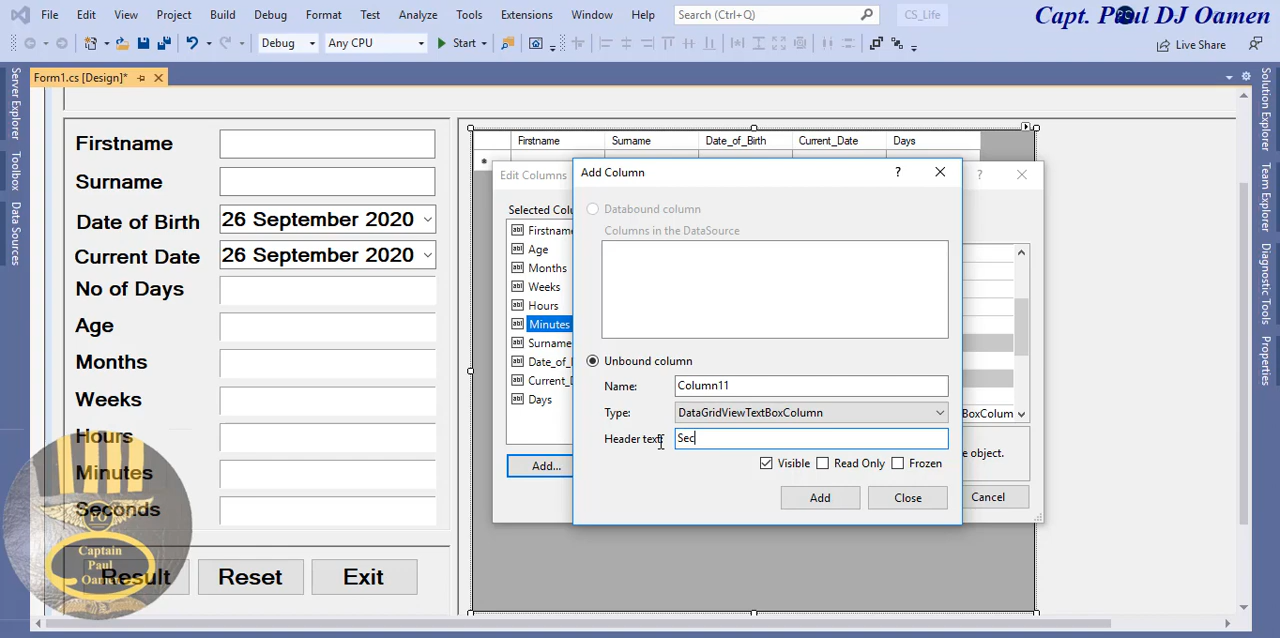 File Edit View Project Build Debug Format Test Analyze Tools Extensions Window Help Search (Ctrl+Q) CS_Life
Capt. Paul DJ Oamen
Debug Any CPU Start Live Share
Form1.cs [Design]*
Server Explorer
Toolbox
Data Sources
Solution Explorer
Team Explorer
Diagnostic Tools
Properties
Firstname
Surname
Date of Birth 26 September 2020
Current Date 26 September 2020
No of Days
Age
Months
Weeks
Hours
Minutes
Seconds
Result Reset Exit
Captain
Paul
Oamen
Firstname Surname Date_of_Birth Current_Date Days
Edit Columns ?
Selected Colu
Firstname
Age
Months
Weeks
Hours
Minutes
Surname
Date_of_
Current_D
Days
Add...
BoxColum
e object.
Cancel
Add Column ?
Databound column
Columns in the DataSource
Unbound column
Name: Column11
Type: DataGridViewTextBoxColumn
Header text: Sec
Visible Read Only Frozen
Add Close